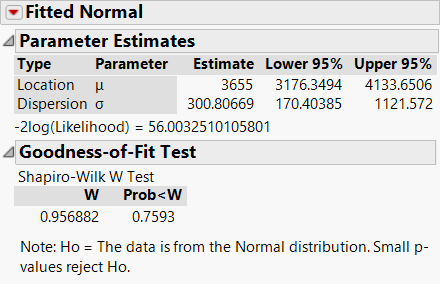 Fitted Normal
Parameter Estimates
Type Parameter Estimate Lower 95% Upper 95%
Location μ 3655 3176.3494 4133.6506
Dispersion σ 300.80669 170.40385 1121.572
-2log(Likelihood) = 56.0032510105801
Goodness-of-Fit Test
Shapiro-Wilk W Test
W Prob<W
0.956882 0.7593
Note: Ho = The data is from the Normal distribution. Small p-
values reject Ho.